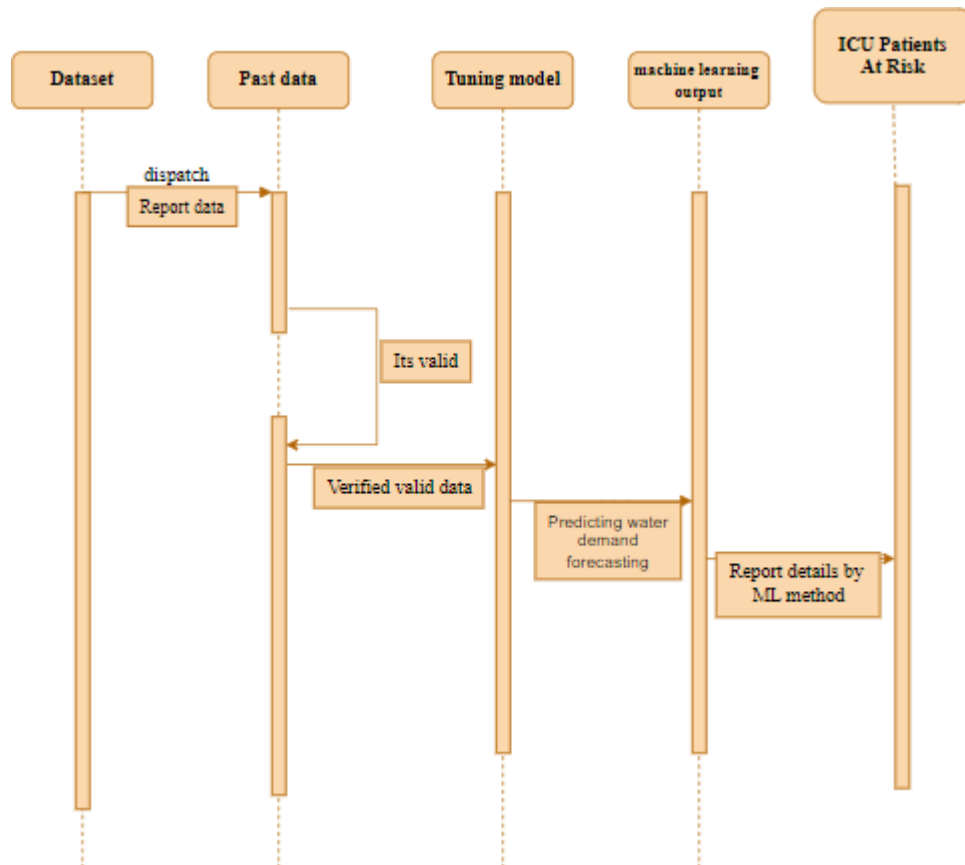 Dataset
Past data
Tuning model
machine learning
output
ICU Patients
At Risk
dispatch
Report data
Its valid
Verified valid data
Predicting water
demand
forecasting
Report details by
ML method